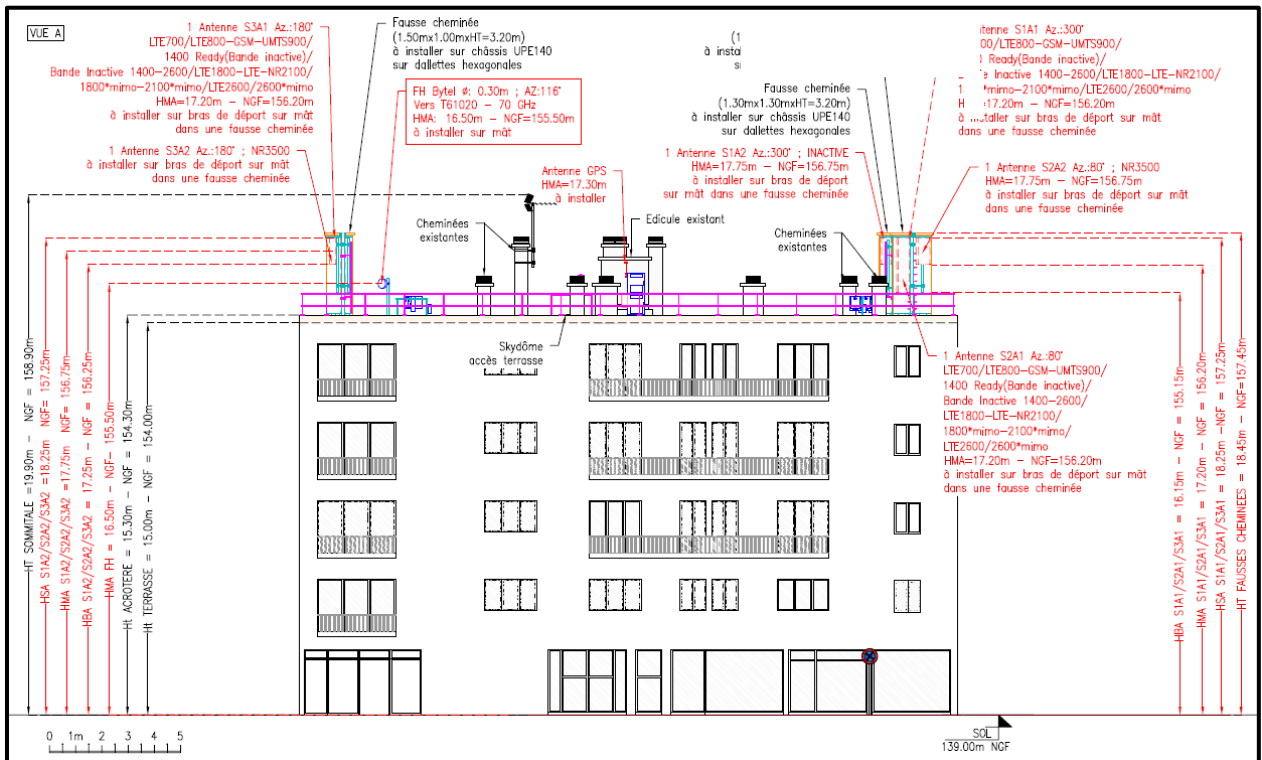 VUE A
1 Antenne S3A1 Az.:180°
LTE700/LTE800-GSM-UMTS900/
1400 Ready(Bande inactive)/
Bande Inactive 1400-2600/LTE1800-LTE-NR2100/
1800*mimo-2100*mimo/LTE2600/2600*mimo
HMA=17.20m - NGF=156.20m
à installer sur bras de déport sur mât
dans une fausse cheminée
1 Antenne S3A2 Az.:180° ; NR3500
à installer sur bras de déport sur mât
dans une fausse cheminée
Fausse cheminée
(1.50mx1.00mxHT=3.20m)
à installer sur châssis UPE140
sur dallettes hexagonales
FH Bytel ø: 0.30m ; AZ:116°
Vers T61020 - 70 GHz
HMA: 16.50m - NGF=155.50m
à installer sur mât
Antenne GPS
HMA=17.30m
à installer
(1
à instal
Fausse cheminée
(1.30mx1.30mxHT=3.20m)
à installer sur châssis UPE140
sur dallettes hexagonales
1 Antenne S1A2 Az.:300° ; INACTIVE
HMA=17.75m - NGF=156.75m
à installer sur bras de déport
sur mât dans une fausse cheminée
tenne S1A1 Az.:300°
00/LTE800-GSM-UMTS900/
Ready(Bande inactive)/
Inactive 1400-2600/LTE1800-LTE-NR2100/
*mimo-2100*mimo/LTE2600/2600*mimo
=17.20m - NGF=156.20m
à installer sur bras de déport sur mât
dans une fausse cheminée
1 Antenne S2A2 Az.:80° ; NR3500
HMA=17.75m - NGF=156.75m
à installer sur bras de déport sur mât
dans une fausse cheminée
Cheminées
existantes
Edicule existant
Cheminées
existantes
Skydôme
accès terrasse
1 Antenne S2A1 Az.:80°
LTE700/LTE800-GSM-UMTS900/
1400 Ready(Bande inactive)/
Bande Inactive 1400-2600/
LTE1800-LTE-NR2100/
1800*mimo-2100*mimo/
LTE2600/2600*mimo
HMA=17.20m - NGF=156.20m
à installer sur bras de déport sur mât
dans une fausse cheminée
HT SOMMITALE =19.90m - NGF = 158.90m
HSA S1A2/S2A2/S3A2 =18.25m NGF= 157.25m
HMA S1A2/S2A2/S3A2 = 17.75m NGF= 156.75m
HBA S1A2/S2A2/S3A2 = 17.25m - NGF = 156.25m
HMA FH = 16.50m - NGF= 155.50m
Ht ACROTERE = 15.30m - NGF = 154.30m
Ht TERRASSE = 15.00m - NGF = 154.00m
HBA S1A1/S2A1/S3A1 = 16.15m - NGF = 155.15m
HMA S1A1/S2A1/S3A1 = 17.20m - NGF = 156.20m
HSA S1A1/S2A1/S3A1 = 18.25m -NGF = 157.25m
HT FAUSSES CHEMINEES = 18.45m - NGF=157.45m
0 1m 2 3 4 5
SOL
139.00m NGF